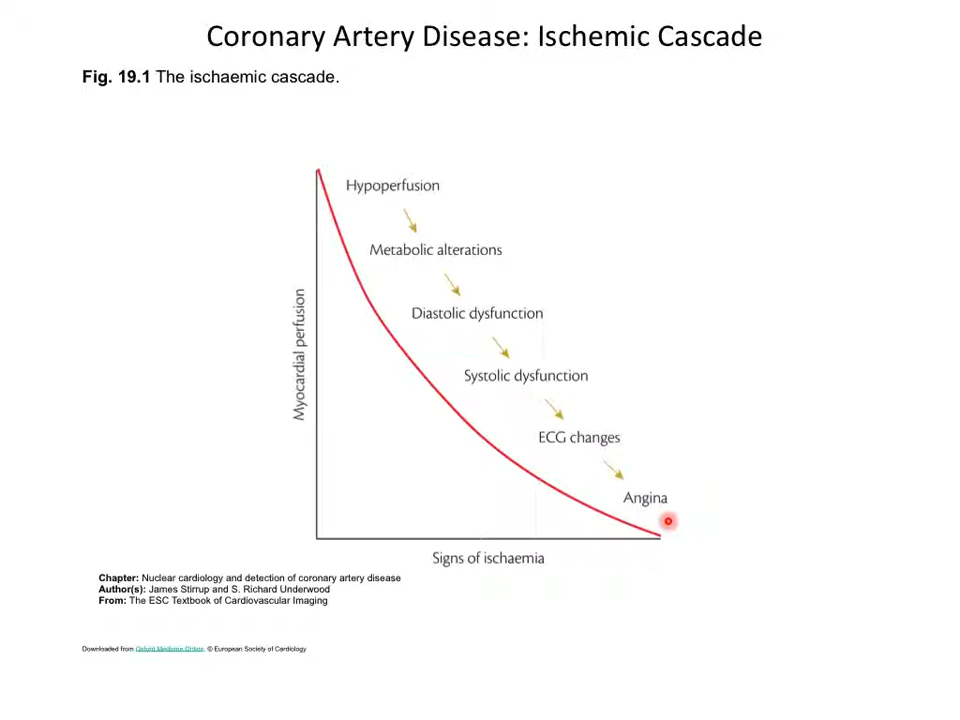 Coronary Artery Disease: Ischemic Cascade
Fig. 19.1 The ischaemic cascade.
Hypoperfusion
Metabolic alterations
Diastolic dysfunction
Systolic dysfunction
ECG changes
Angina
Myocardial perfusion
Signs of ischaemia
Chapter: Nuclear cardiology and detection of coronary artery disease
Author(s): James Stirrup and S. Richard Underwood
From: The ESC Textbook of Cardiovascular Imaging
Downloaded from Oxford Medicine Online. © European Society of Cardiology